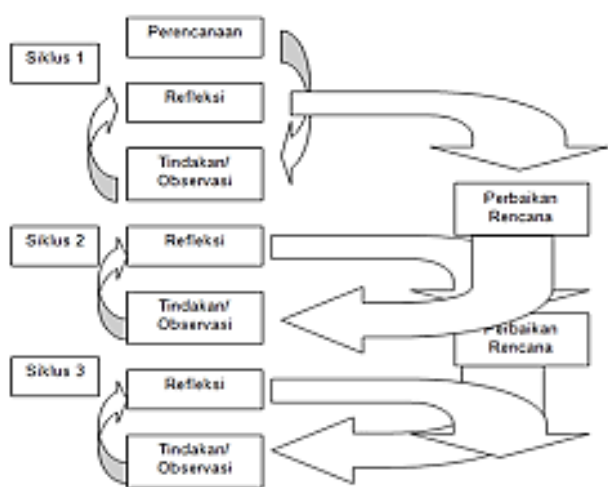 Perencanaan
Siklus 1
Refleksi
Tindakan/
Observasi
Perbaikan
Rencana
Siklus 2
Refleksi
Tindakan/
Observasi
Perbaikan
Rencana
Siklus 3
Refleksi
Tindakan/
Observasi